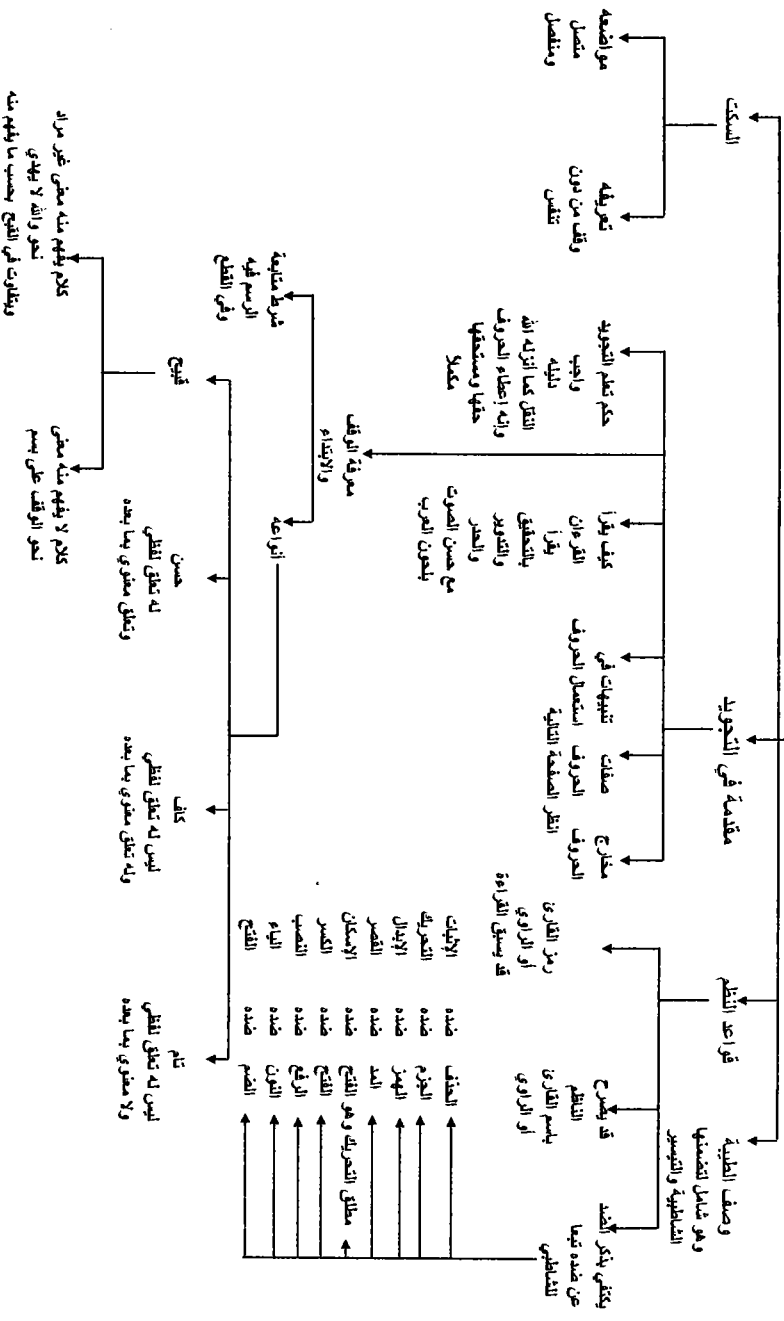 وصف الطيبة
وهو شامل لتضمنها
الشاطبية والتيسير
قواعد النظم
يكتفي بذكر الضد
عن ضده تبعا
للشاطبي
الحذف ضده الإثبات
الجزم ضده التحريك
الهمز ضده الإبدال
المد ضده القصر
مطلق التحريك وهو الفتح ضده الإسكان
الفتح ضده الكسر
الرفع ضده النصب
النون ضده الياء
الضم ضده الفتح
قد يصرح
الناظم
باسم القارئ
أو الراوي
رمز القارئ
أو الراوي
قد يسبق القراءة
مقدمة في التجويد
مخارج
الحروف
صفات
الحروف
انظر الصفحة التالية
تنبيهات في
استعمال الحروف
كيف يقرأ
القرءان
يقرأ
بالتحقيق
والتدوير
والحدر
مع حسن الصوت
بلحون العرب
معرفة الوقف
والابتداء
أنواعه
تام
ليس له تعلق لفظي
ولا معنوي بما بعده
كاف
ليس له تعلق لفظي
وله تعلق معنوي بما بعده
حسن
له تعلق لفظي
وتعلق معنوي بما بعده
قبيح
كلام لا يفهم منه معنى
نحو الوقف على بسم
كلام يفهم منه معنى غير مراد
نحو والله لا يهدي
ويتفاوت في القبح بحسب ما يفهم منه
شرط متابعة
الرسم فيه
وفي القطع
حكم تعلم التجويد
واجب
دليله
النقل كما أنزله الله
وإنه إعطاء الحروف
حقها ومستحقها
مكملا
السكت
تعريفه
وقف من دون
تنفس
مواضعه
متصل
ومنفصل